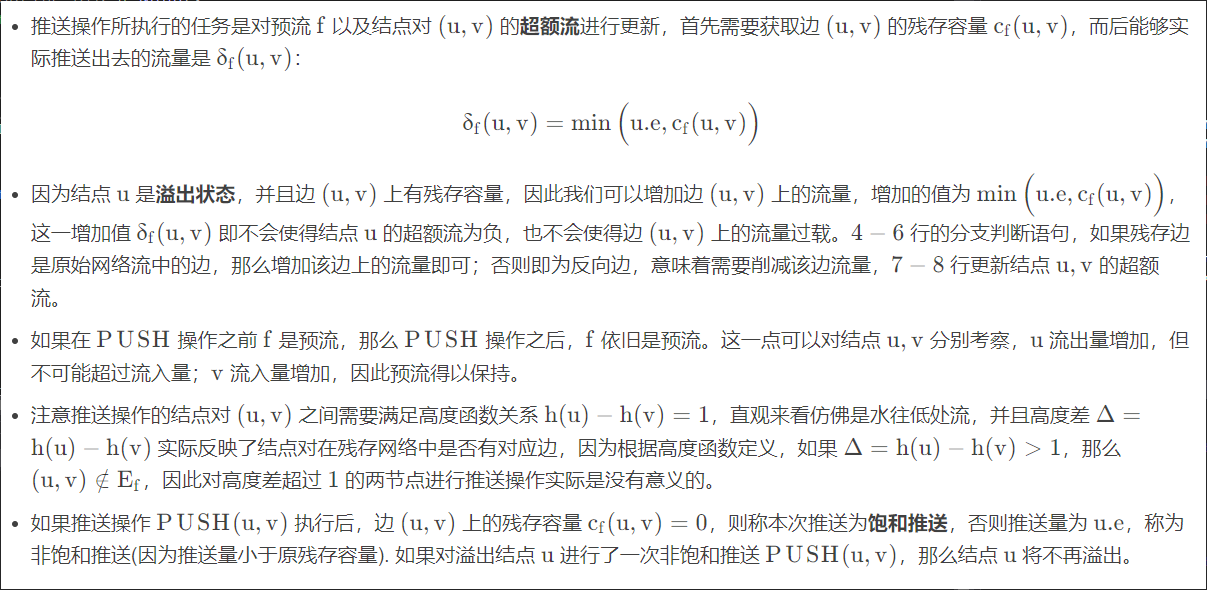 • 推送操作所执行的任务是对预流 f 以及结点对 (u, v) 的超额流进行更新，首先需要获取边 (u, v) 的残存容量 c_f(u, v)，而后能够实
际推送出去的流量是 δ_f(u, v)：
δ_f(u, v) = min (u.e, c_f(u, v))
• 因为结点 u 是溢出状态，并且边 (u, v) 上有残存容量，因此我们可以增加边 (u, v) 上的流量，增加的值为 min (u.e, c_f(u, v))，
这一增加值 δ_f(u, v) 即不会使得结点 u 的超额流为负，也不会使得边 (u, v) 上的流量过载。4 − 6 行的分支判断语句，如果残存边
是原始网络流中的边，那么增加该边上的流量即可；否则即为反向边，意味着需要削减该边流量，7 − 8 行更新结点 u, v 的超额
流。
• 如果在 PUSH 操作之前 f 是预流，那么 PUSH 操作之后，f 依旧是预流。这一点可以对结点 u, v 分别考察，u 流出量增加，但
不可能超过流入量；v 流入量增加，因此预流得以保持。
• 注意推送操作的结点对 (u, v) 之间需要满足高度函数关系 h(u) − h(v) = 1，直观来看仿佛是水往低处流，并且高度差 Δ =
h(u) − h(v) 实际反映了结点对在残存网络中是否有对应边，因为根据高度函数定义，如果 Δ = h(u) − h(v) > 1，那么
(u, v) ∉ E_f，因此对高度差超过 1 的两节点进行推送操作实际是没有意义的。
• 如果推送操作 PUSH(u, v) 执行后，边 (u, v) 上的残存容量 c_f(u, v) = 0，则称本次推送为饱和推送，否则推送量为 u.e，称为
非饱和推送(因为推送量小于原残存容量). 如果对溢出结点 u 进行了一次非饱和推送 PUSH(u, v)，那么结点 u 将不再溢出。